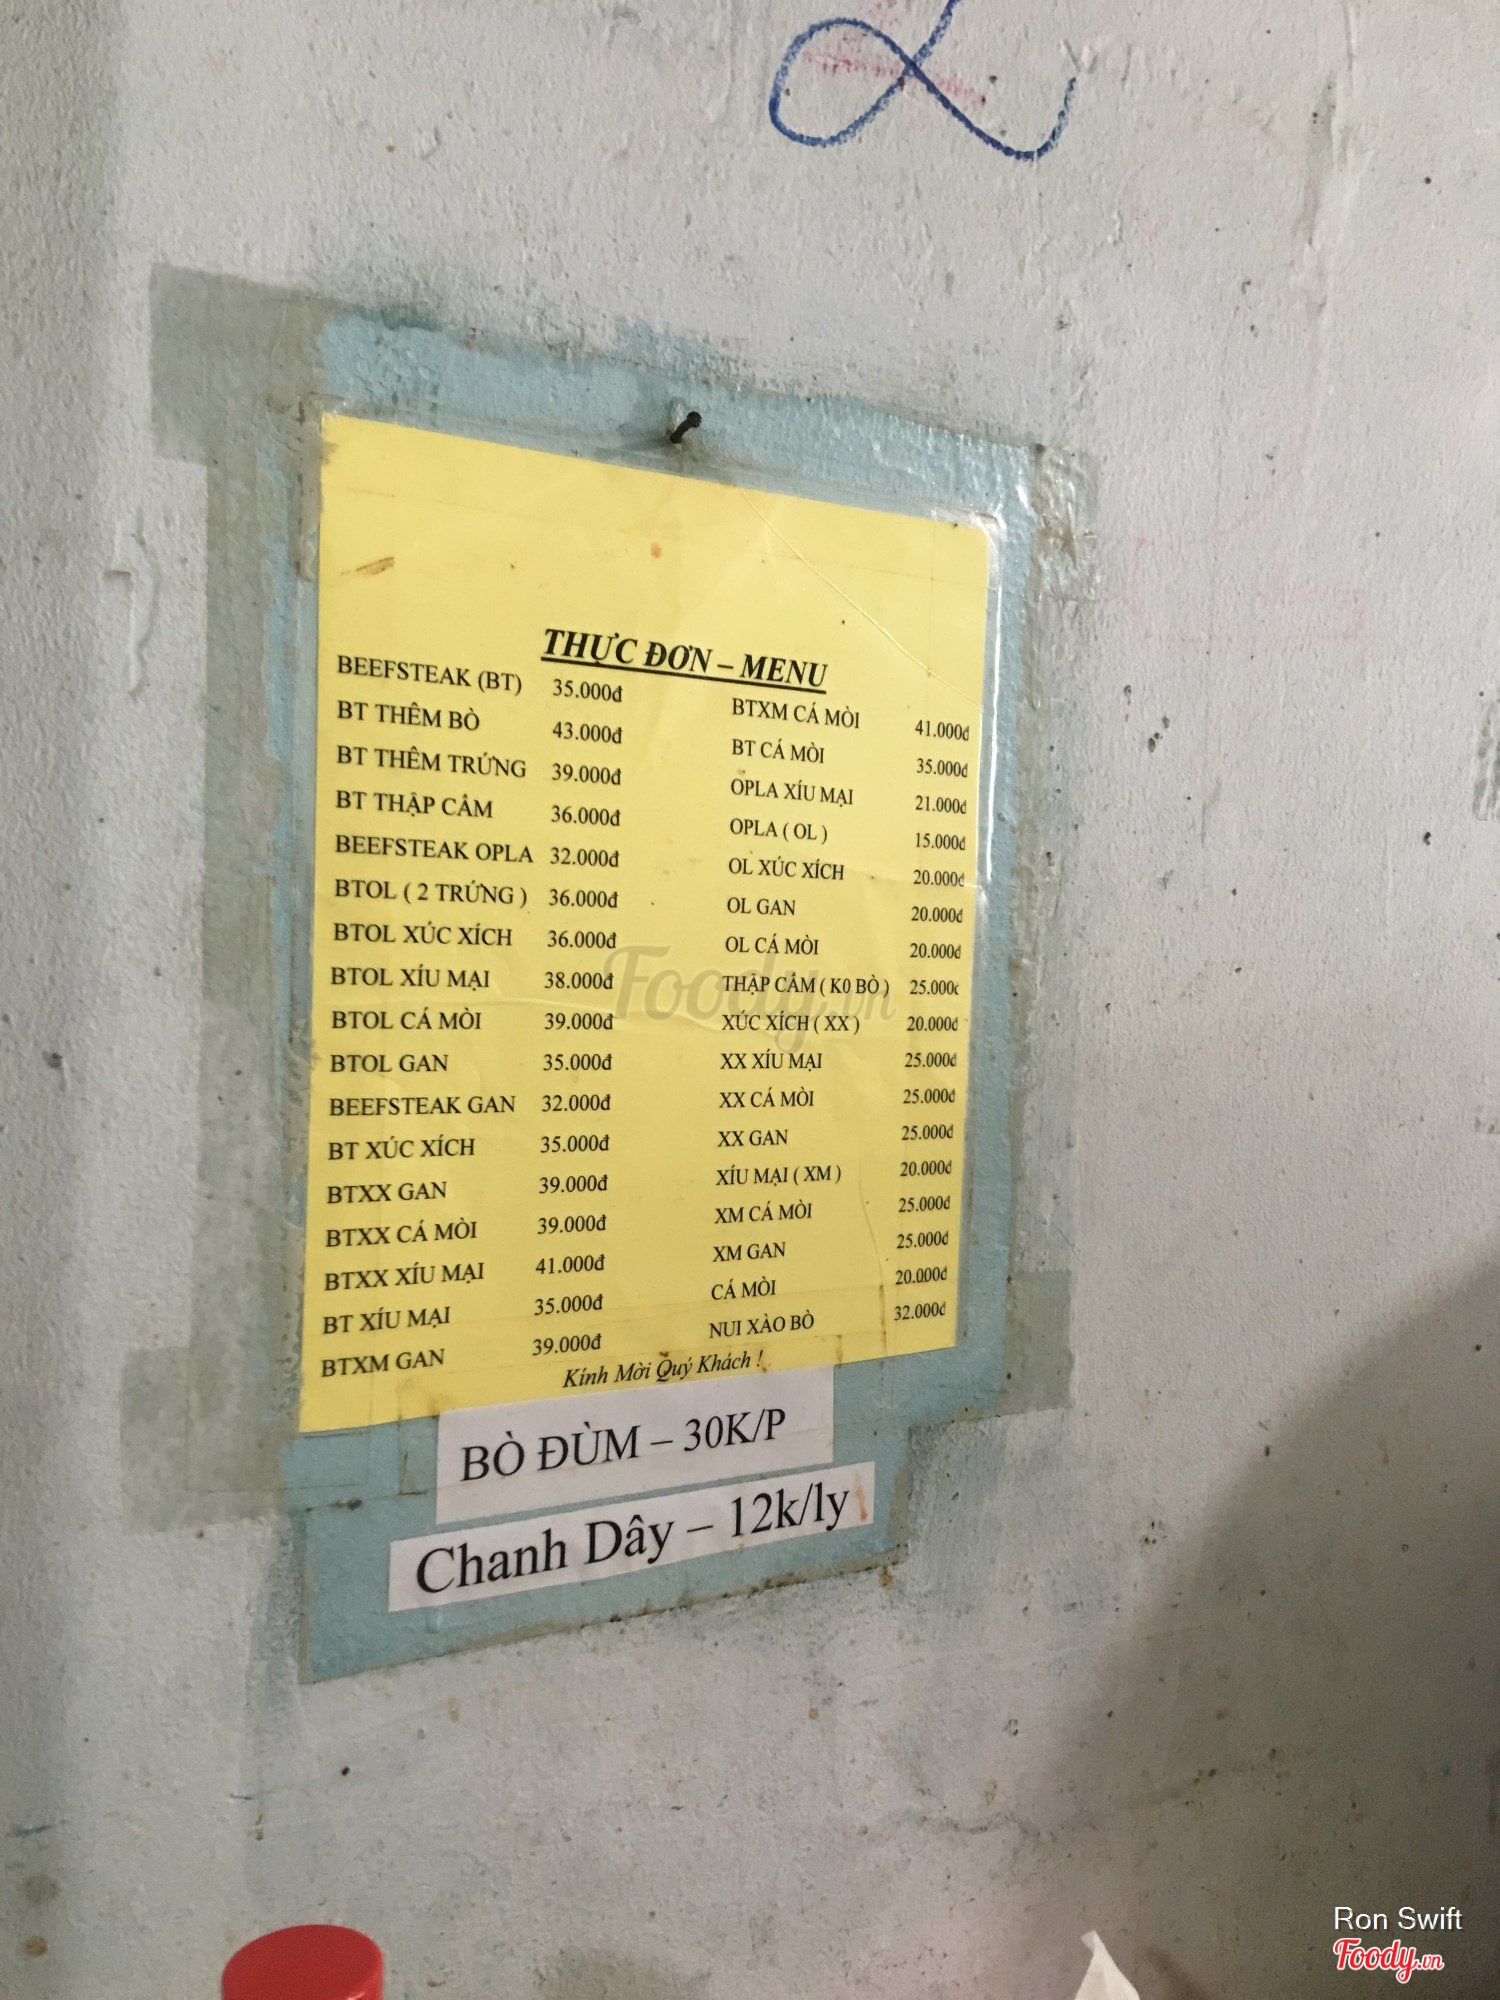 THỰC ĐƠN – MENU
BEEFSTEAK (BT) 35.000đ
BT THÊM BÒ 43.000đ
BT THÊM TRỨNG 39.000đ
BT THẬP CẨM 36.000đ
BEEFSTEAK OPLA 32.000đ
BTOL ( 2 TRỨNG ) 36.000đ
BTOL XÚC XÍCH 36.000đ
BTOL XÍU MẠI 38.000đ
BTOL CÁ MÒI 39.000đ
BTOL GAN 35.000đ
BEEFSTEAK GAN 32.000đ
BT XÚC XÍCH 35.000đ
BTXX GAN 39.000đ
BTXX CÁ MÒI 39.000đ
BTXX XÍU MẠI 41.000đ
BT XÍU MẠI 35.000đ
BTXM GAN 39.000đ
BTXM CÁ MÒI 41.000đ
BT CÁ MÒI 35.000đ
OPLA XÍU MẠI 21.000đ
OPLA ( OL ) 15.000đ
OL XÚC XÍCH 20.000đ
OL GAN 20.000đ
OL CÁ MÒI 20.000đ
THẬP CẨM ( K0 BÒ ) 25.000đ
XÚC XÍCH ( XX ) 20.000đ
XX XÍU MẠI 25.000đ
XX CÁ MÒI 25.000đ
XX GAN 25.000đ
XÍU MẠI ( XM ) 20.000đ
XM CÁ MÒI 25.000đ
XM GAN 25.000đ
CÁ MÒI 20.000đ
NUI XÀO BÒ 32.000đ
Kính Mời Quý Khách !
BÒ ĐÙM – 30K/P
Chanh Dây – 12k/ly
Foody.vn
Ron Swift
Foody.vn